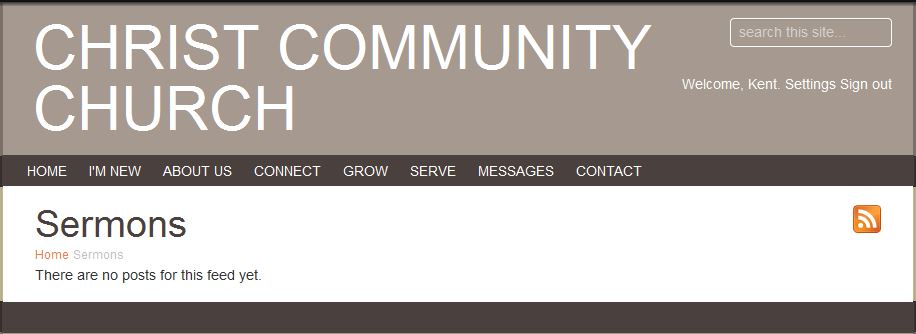 CHRIST COMMUNITY
CHURCH
search this site...
Welcome, Kent. Settings Sign out
HOME I'M NEW ABOUT US CONNECT GROW SERVE MESSAGES CONTACT
Sermons
Home Sermons
There are no posts for this feed yet.